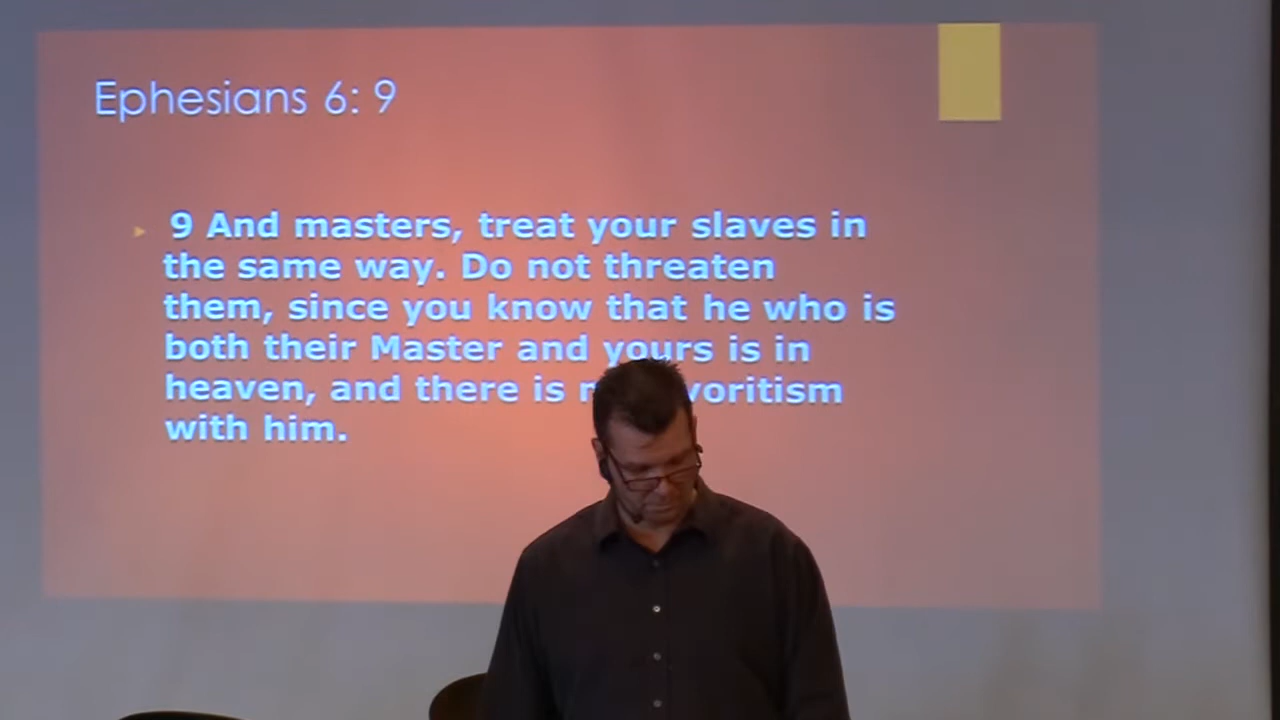 Ephesians 6: 9
9 And masters, treat your slaves in
the same way. Do not threaten
them, since you know that he who is
both their Master and yours is in
heaven, and there is
with him.